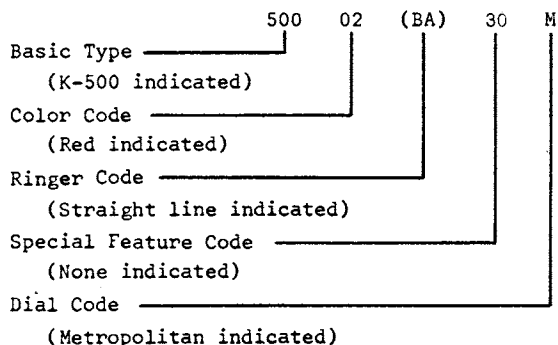 500 02 (BA) 30 M
Basic Type
(K-500 indicated)
Color Code
(Red indicated)
Ringer Code
(Straight line indicated)
Special Feature Code
(None indicated)
Dial Code
(Metropolitan indicated)